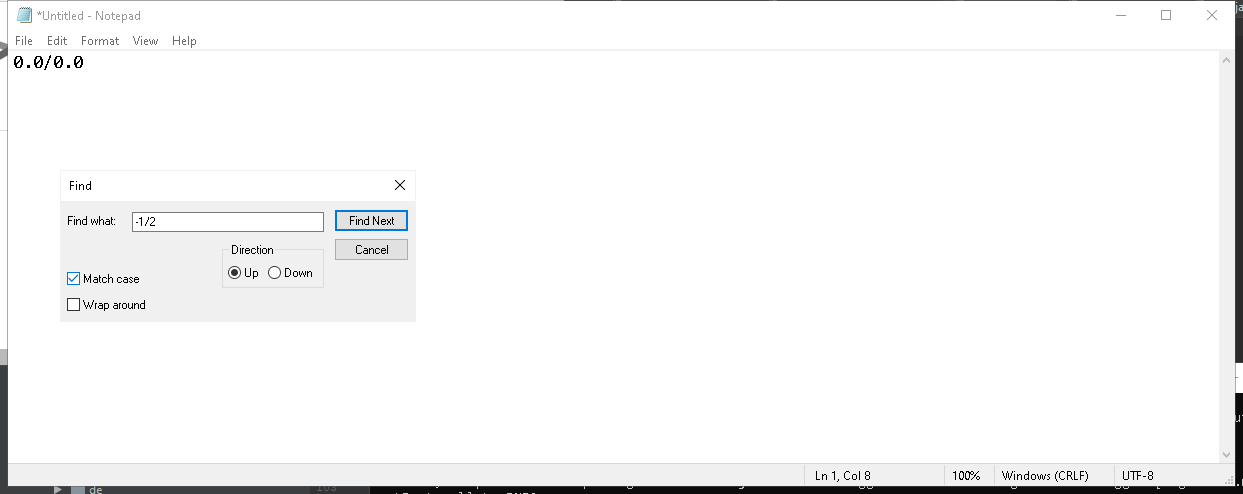 *Untitled - Notepad
File Edit Format View Help
0.0/0.0
Find
Find what: -1/2 Find Next
Direction Cancel
Match case Up Down
Wrap around
Ln 1, Col 8 100% Windows (CRLF) UTF-8
de